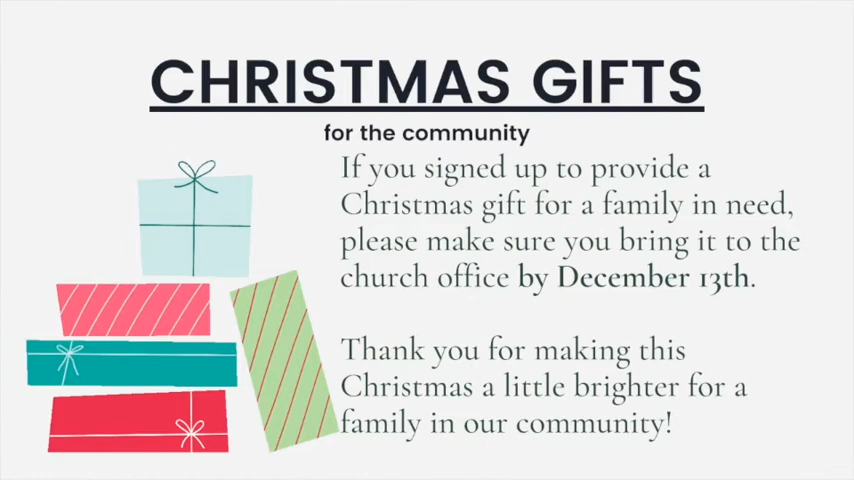 CHRISTMAS GIFTS
for the community
If you signed up to provide a
Christmas gift for a family in need,
please make sure you bring it to the
church office by December 13th.
Thank you for making this
Christmas a little brighter for a
family in our community!